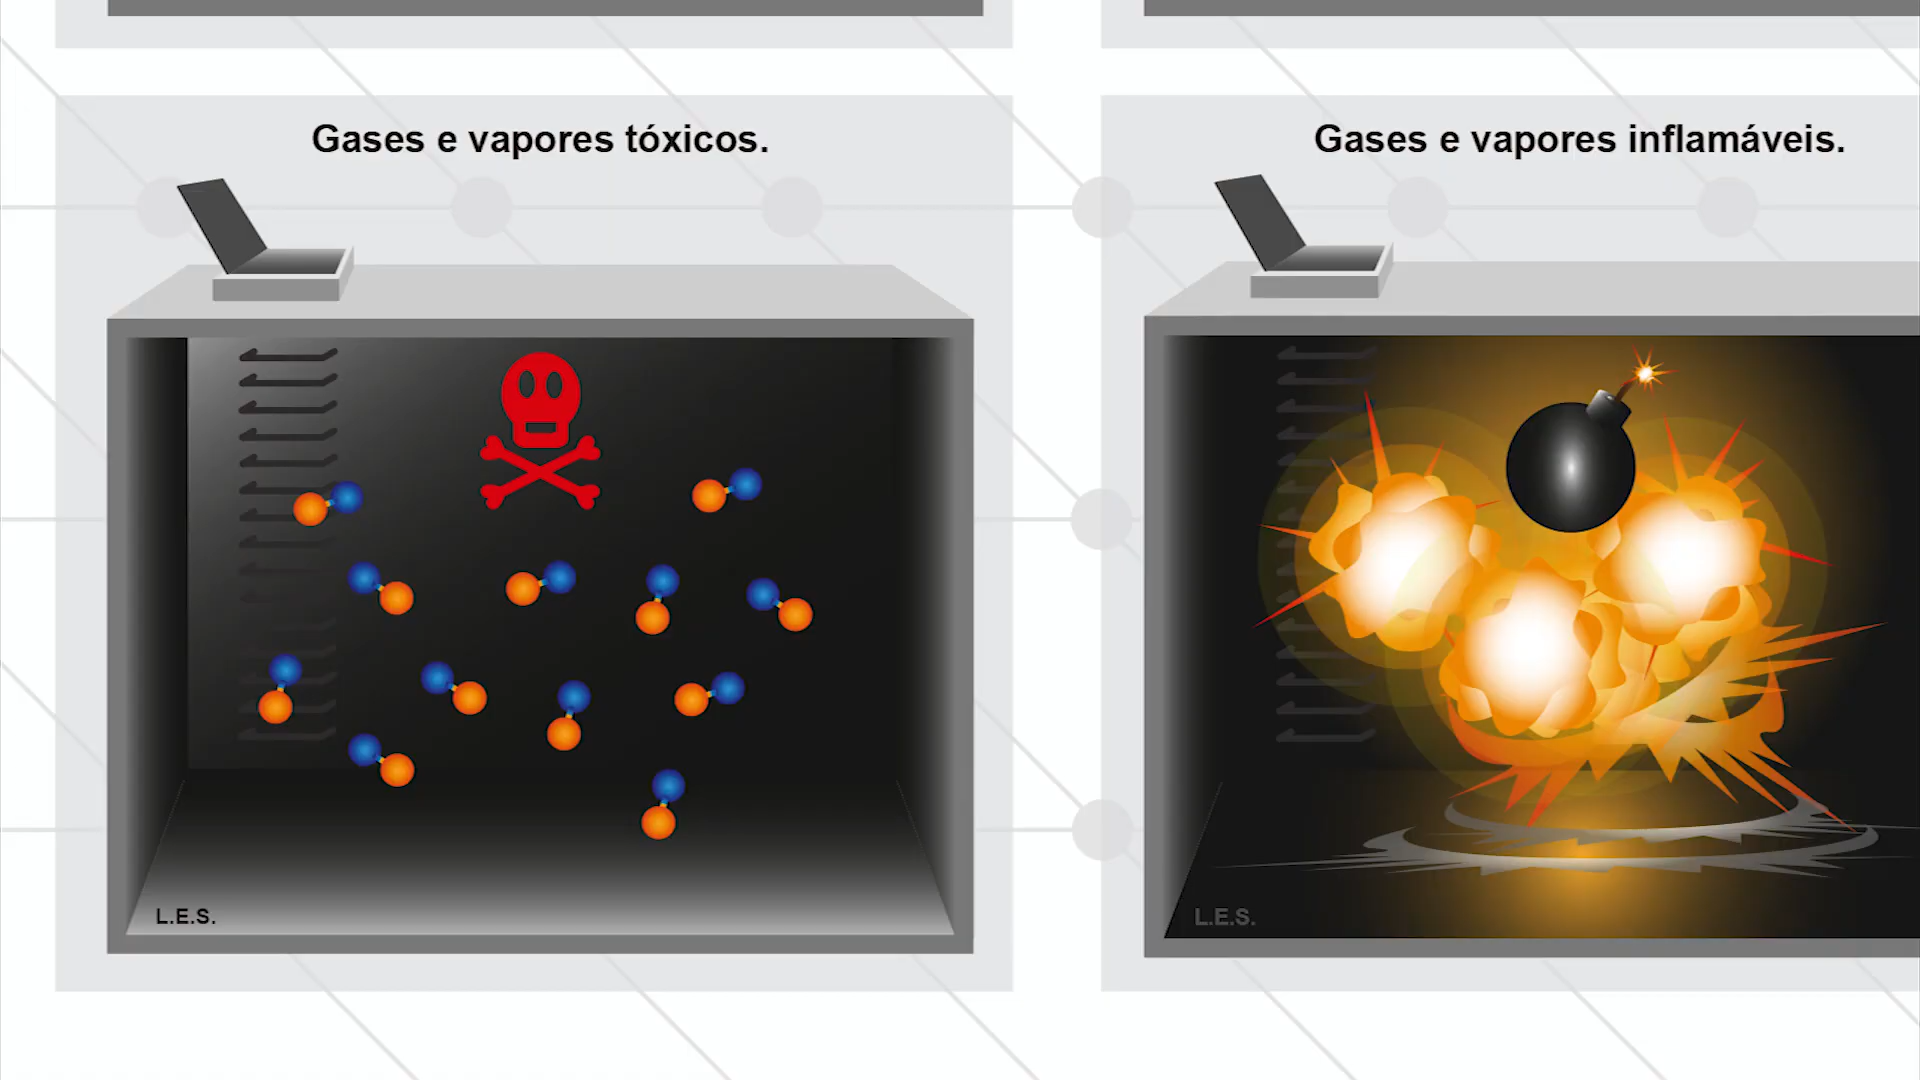 Gases e vapores tóxicos.
Gases e vapores inflamáveis.
L.E.S.
L.E.S.